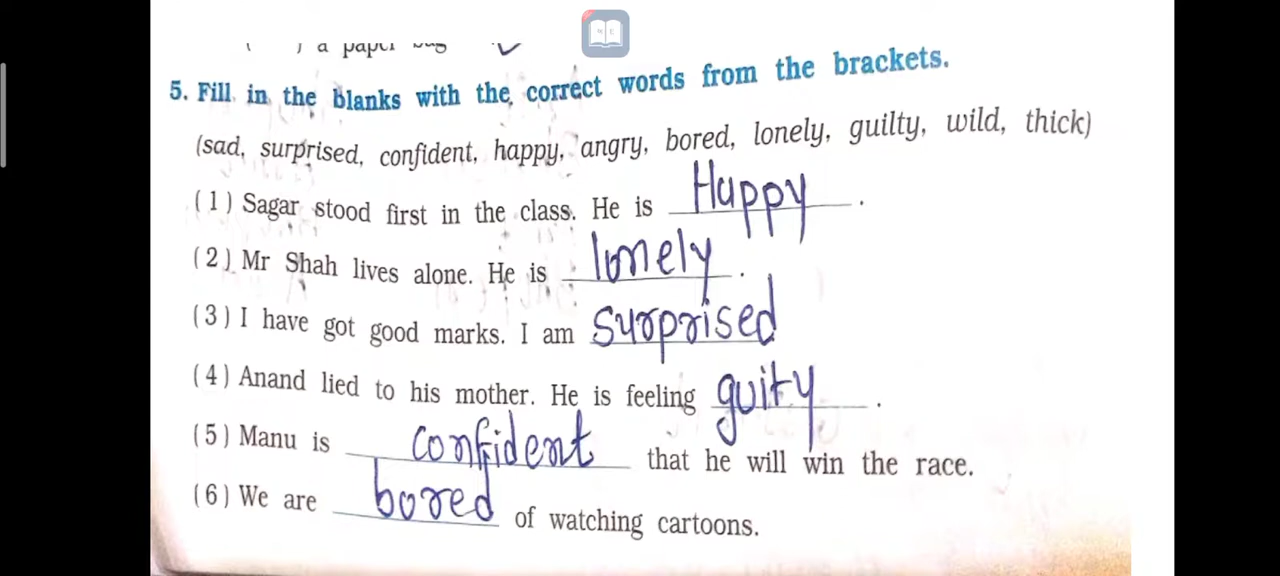 ) a paper
5. Fill in the blanks with the correct words from the brackets.
(sad, surprised, confident, happy, angry, bored, lonely, guilty, wild, thick)
(1) Sagar stood first in the class. He is Happy.
(2) Mr Shah lives alone. He is lonely.
(3) I have got good marks. I am surprised
(4) Anand lied to his mother. He is feeling guity.
(5) Manu is confident that he will win the race.
(6) We are bored of watching cartoons.